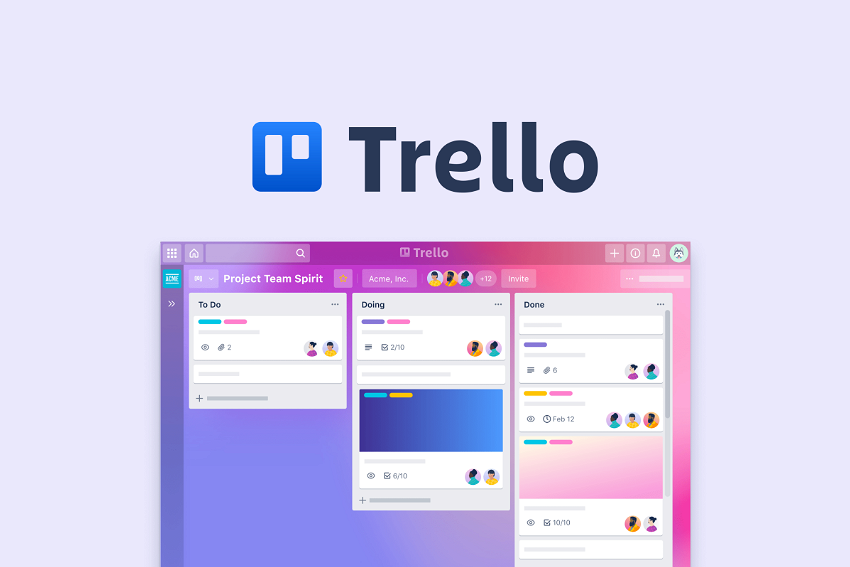 Trello
Trello
ACME
Project Team Spirit
Acme, Inc.
+12
Invite
To Do
2
Doing
2/10
6/10
Done
6
Feb 12
10/10